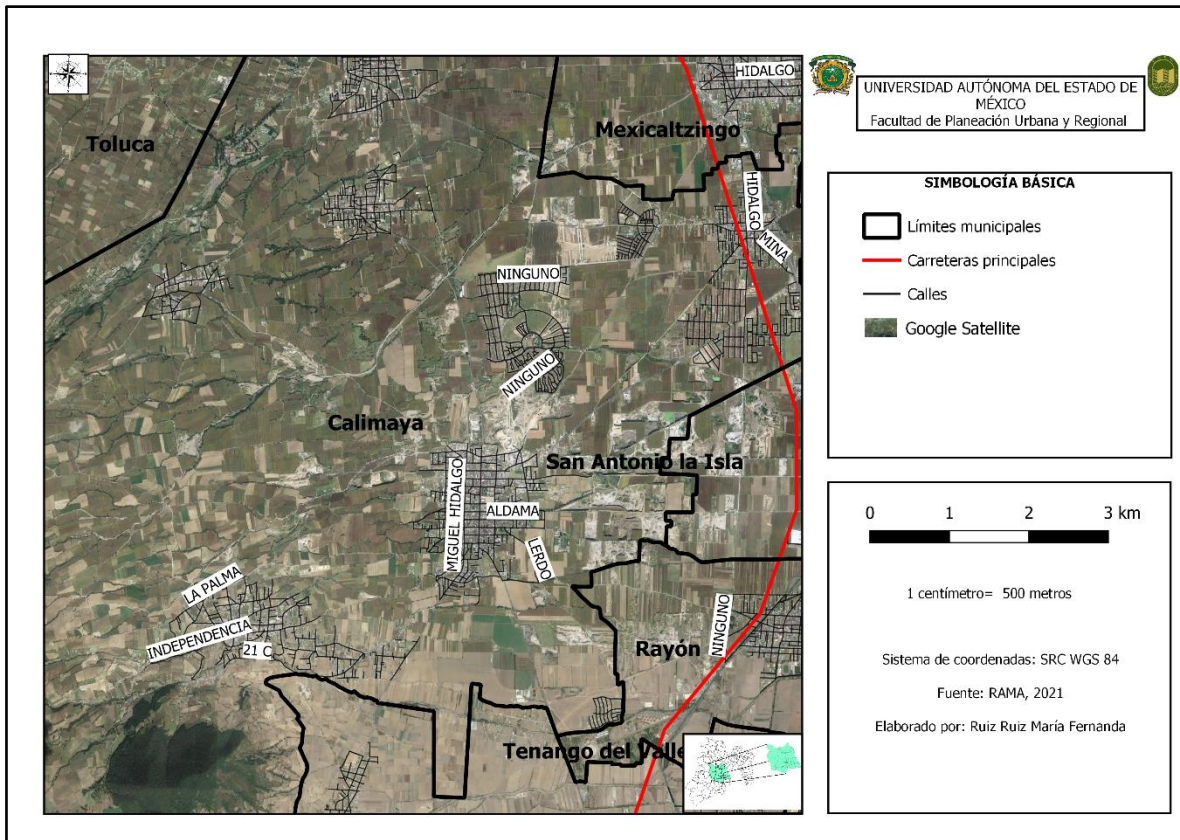 HIDALGO
Toluca
Mexicaltzingo
HIDALGO
MINA
NINGUNO
NINGUNO
Calimaya
San Antonio la Isla
MIGUEL HIDALGO
ALDAMA
LERDO
LA PALMA
INDEPENDENCIA
21 C
NINGUNO
Rayón
Tenango del Valle
UNIVERSIDAD AUTÓNOMA DEL ESTADO DE
MÉXICO
Facultad de Planeación Urbana y Regional
SIMBOLOGÍA BÁSICA
Límites municipales
Carreteras principales
Calles
Google Satellite
0 1 2 3 km
1 centímetro= 500 metros
Sistema de coordenadas: SRC WGS 84
Fuente: RAMA, 2021
Elaborado por: Ruiz Ruiz María Fernanda